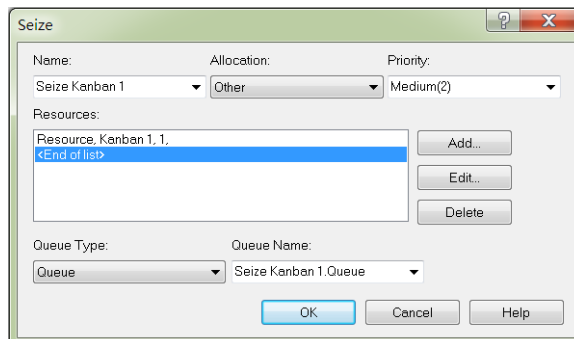 Seize
Name: Allocation: Priority:
Seize Kanban 1 Other Medium(2)
Resources:
Resource, Kanban 1, 1,
<End of list>
Add...
Edit...
Delete
Queue Type: Queue Name:
Queue Seize Kanban 1.Queue
OK Cancel Help